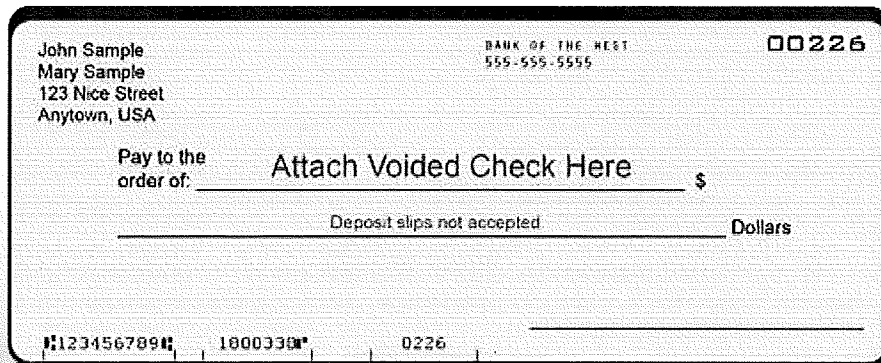 John Sample
Mary Sample
123 Nice Street
Anytown, USA
BANK OF THE WEST
555-555-5555
00226
Pay to the
order of:
Attach Voided Check Here
$
Deposit slips not accepted
Dollars
⑆123456789⑆ 1800338⑈ 0226